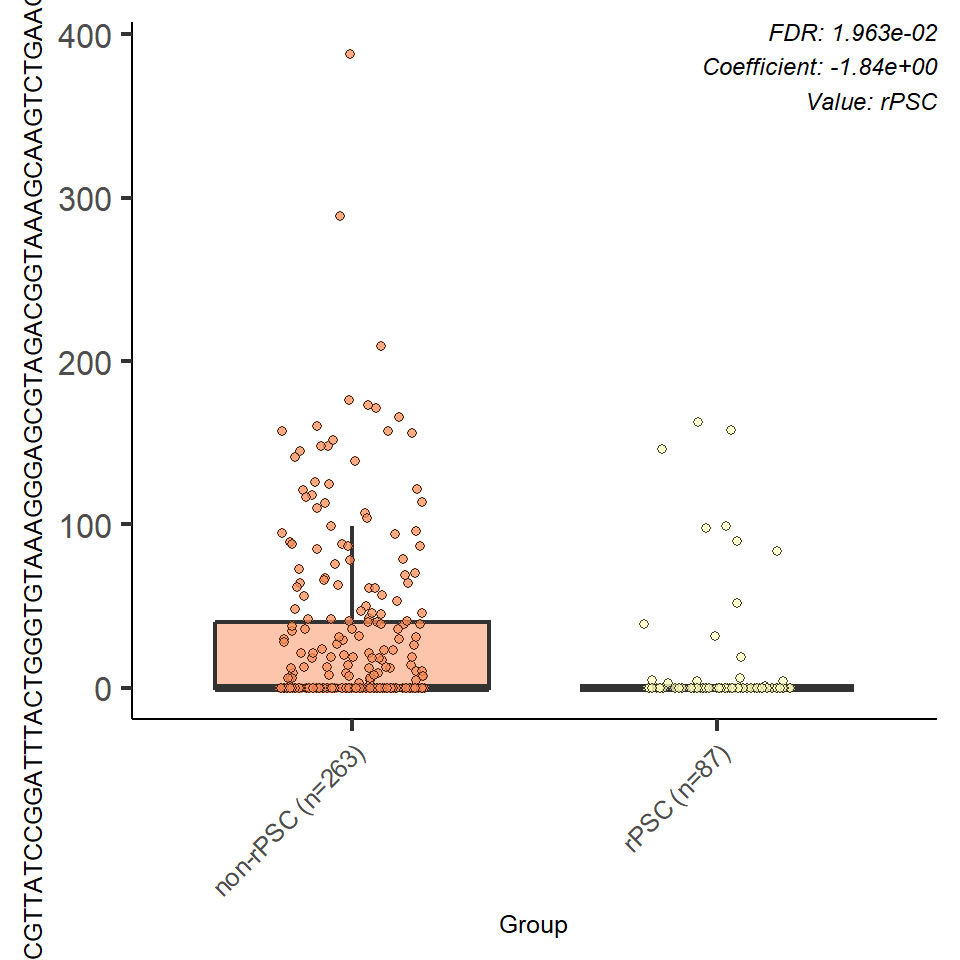 FDR: 1.963e-02
Coefficient: -1.84e+00
Value: rPSC
400
300
200
100
0
CGTTATCCGGATTTACTGGGTGTAAAGGGAGCGTAGACGGTAAAGCAAGTCTGAAG
non-rPSC (n=263)
rPSC (n=87)
Group